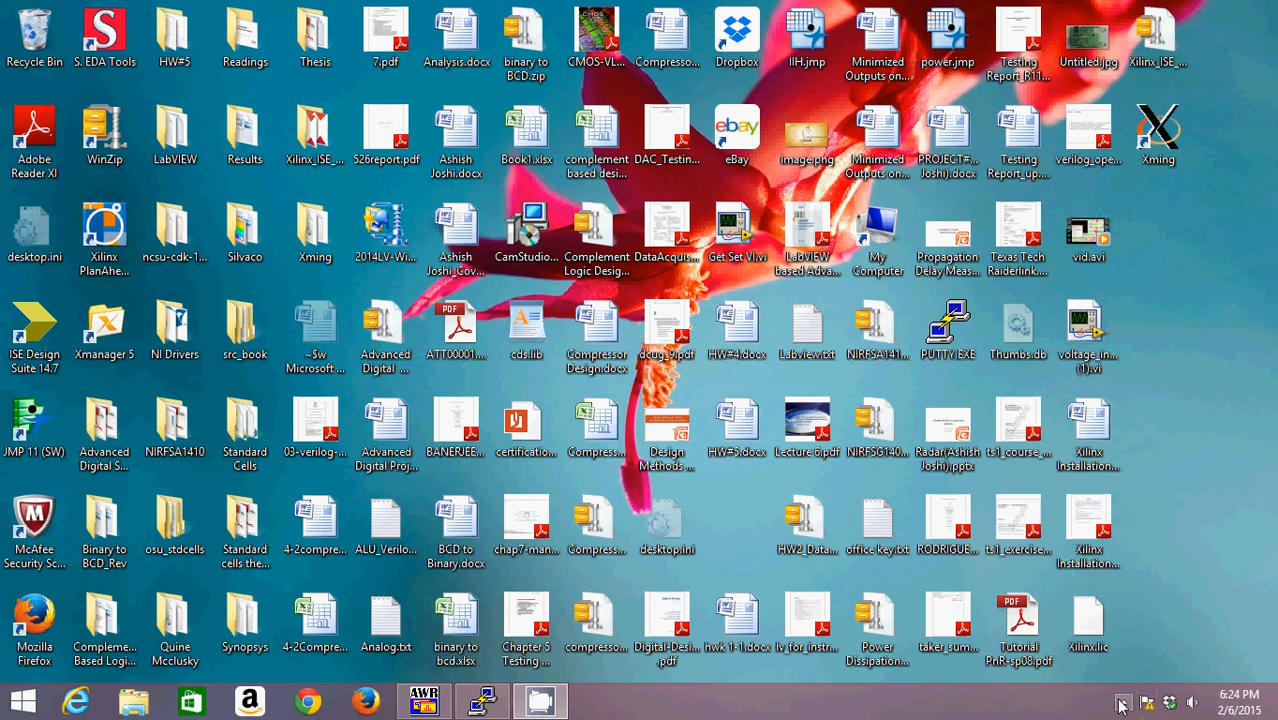 Recycle Bin
S. EDA Tools
HW#5
Readings
Thesis
7.pdf
Analysis.docx
binary to
BCD.zip
CMOS-VL...
Compresso...
Dropbox
IIH.jmp
Minimized
Outputs on...
power.jmp
Testing
Report_R11...
Untitled.jpg
Xilinx_ISE_...
Adobe
Reader XI
WinZip
LabVIEW
Results
Xilinx_ISE_...
526report.pdf
Ashish
Joshi.docx
Book1.xlsx
complement
based desi...
DAC_Testin...
eBay
image.png
Minimized
Outputs on...
PROJECT#...
Joshi).docx
Testing
Report_up....
verilog_ope...
Xming
desktop.ini
Xilinx
PlanAhe...
ncsu-cdk-1...
Silvaco
Xming
2014LV-Wi...
Ashish
Joshi_Cov...
CamStudio...
Complement
Logic Desig...
DataAcquis...
Get Set VI.vi
LabVIEW
based Adva...
My
Computer
Propagation
Delay Meas...
Texas Tech
Raiderlink....
vid.avi
ISE Design
Suite 14.7
Xmanager 5
NI Drivers
src_book
~$w
Microsoft ...
Advanced
Digital ...
PDF
ATT00001....
cds.lib
Compressor
Design.docx
dcug_9.pdf
HW#4.docx
Labview.txt
NIRFSA141...
PUTTY.EXE
Thumbs.db
voltage_in...
(1).vi
JMP 11 (SW)
Advanced
Digital S...
NIRFSA1410
Standard
Cells
03-verilog-...
Advanced
Digital Proj...
BANERJEE...
certificatio...
Compress...
Design
Methods ...
HW#5.docx
Lecture 6.pdf
NIRFSG140...
Radar(Ashish
Joshi).pptx
ts1_course_...
Xilinx
Installation...
McAfee
Security Sc...
Binary to
BCD_Rev
osu_stdcells
Standard
cells the...
4-2compre...
ALU_Verilo...
BCD to
Binary.docx
chap7-man...
Compress...
desktop.ini
HW2_Data...
office key.txt
RODRIGUE...
ts1_exercise...
Xilinx
Installation...
Mozilla
Firefox
Compleme...
Based Logi...
Quine
Mcclusky
Synopsys
4-2Compre...
Analog.txt
binary to
bcd.xlsx
Chapter 5
Testing ...
compresso...
Digital-Desi...
.pdf
hwk 1-1.docx
lv_for_instr...
Power
Dissipation...
taker_sum...
PDF
Tutorial
PnR-sp08.pdf
Xilinx.lic
AWR
6:24 PM
2/6/2015